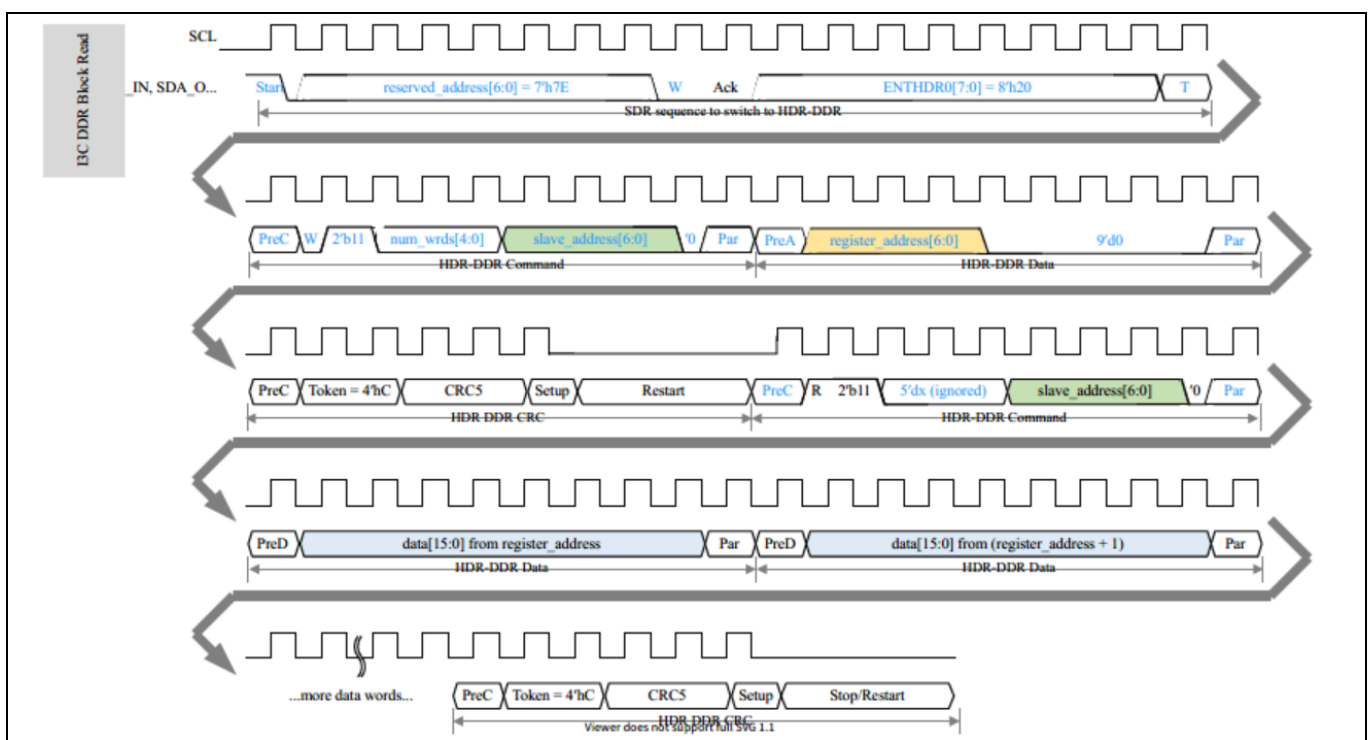 I3C DDR Block Read
SCL
_IN, SDA_O...
Start reserved_address[6:0] = 7'h7E W Ack ENTHDR0[7:0] = 8'h20 T
SDR sequence to switch to HDR-DDR
PreC W 2'b11 num_wrds[4:0] slave_address[6:0] '0 Par PreA register_address[6:0] 9'd0 Par
HDR-DDR Command HDR-DDR Data
PreC Token = 4'hC CRC5 Setup Restart PreC R 2'b11 5'dx (ignored) slave_address[6:0] '0 Par
HDR DDR CRC HDR-DDR Command
PreD data[15:0] from register_address Par PreD data[15:0] from (register_address + 1) Par
HDR-DDR Data HDR-DDR Data
...more data words... PreC Token = 4'hC CRC5 Setup Stop/Restart
HDR DDR CRC
Viewer does not support full SVG 1.1